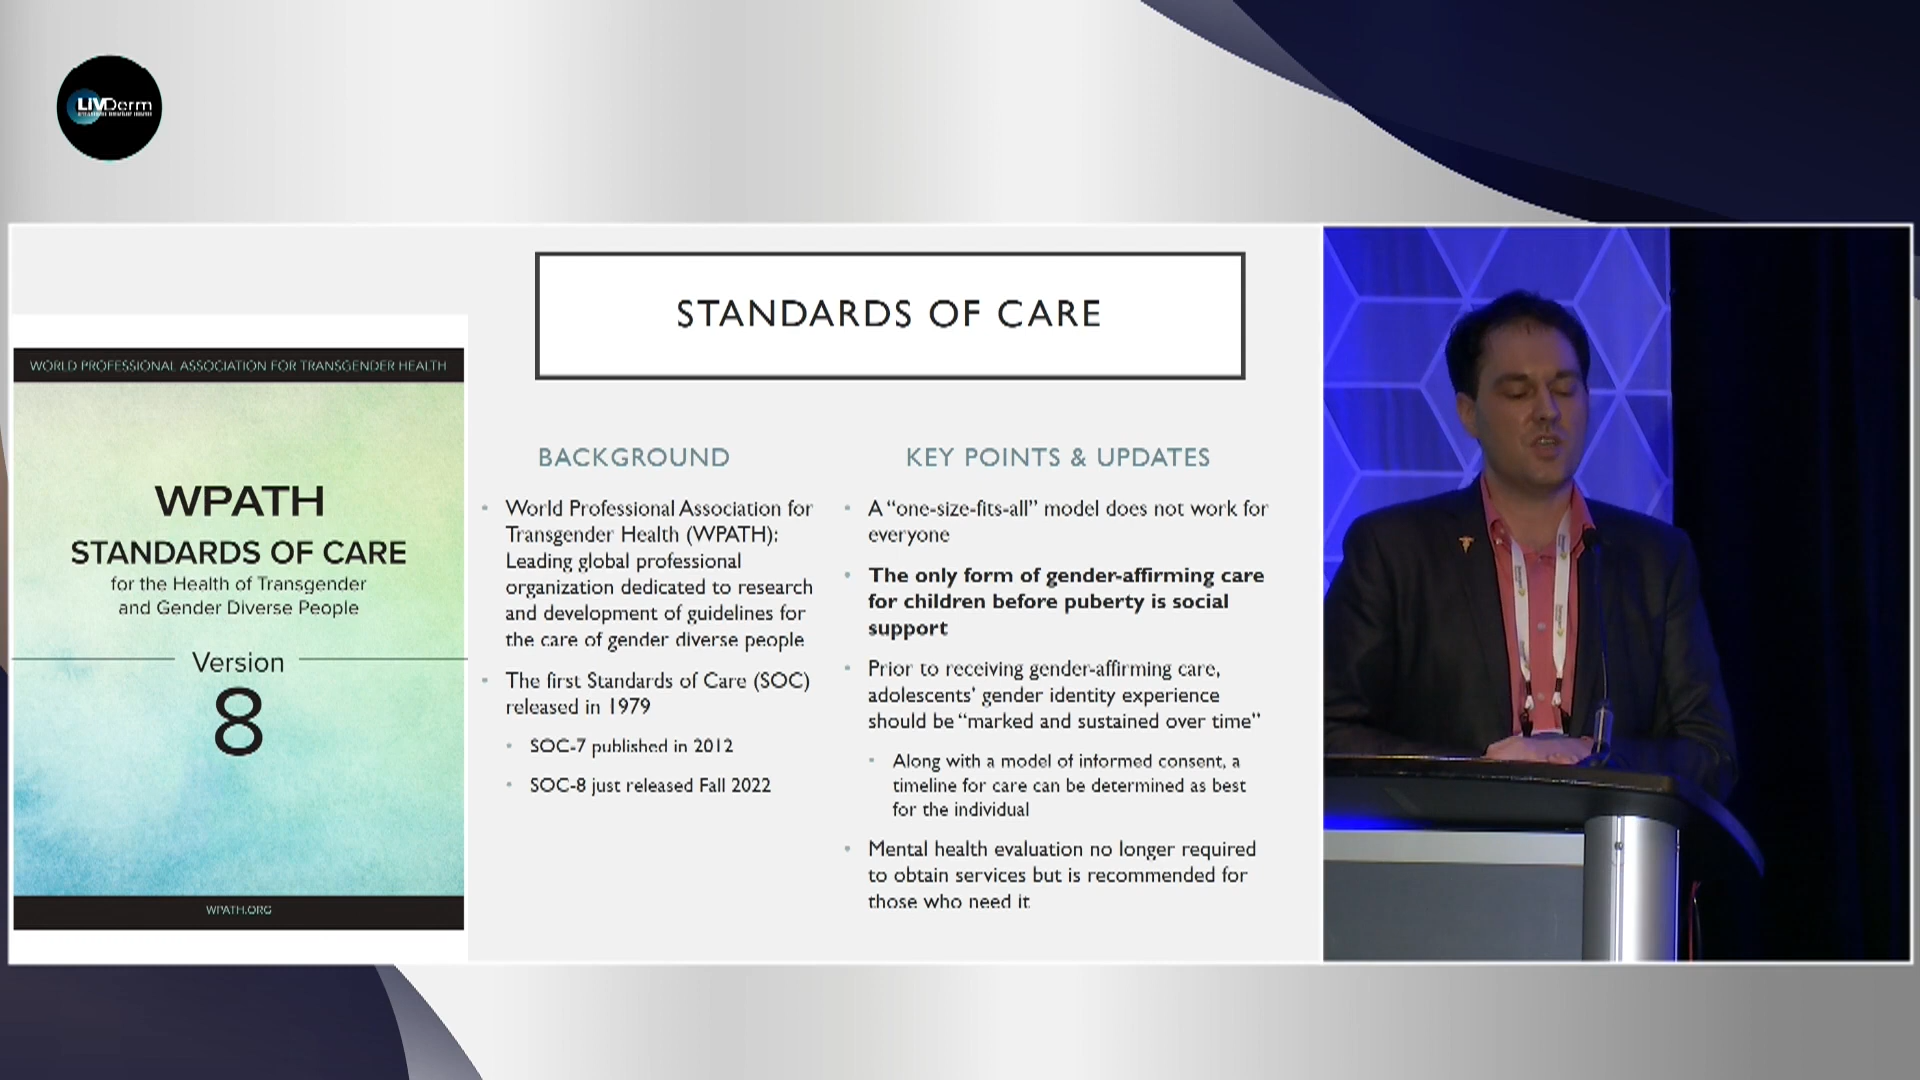 LIVDerm
STANDARDS OF CARE
WORLD PROFESSIONAL ASSOCIATION FOR TRANSGENDER HEALTH
WPATH
STANDARDS OF CARE
for the Health of Transgender
and Gender Diverse People
Version
8
WPATH.ORG
BACKGROUND
World Professional Association for
Transgender Health (WPATH):
Leading global professional
organization dedicated to research
and development of guidelines for
the care of gender diverse people
The first Standards of Care (SOC)
released in 1979
SOC-7 published in 2012
SOC-8 just released Fall 2022
KEY POINTS & UPDATES
A “one-size-fits-all” model does not work for
everyone
The only form of gender-affirming care
for children before puberty is social
support
Prior to receiving gender-affirming care,
adolescents’ gender identity experience
should be “marked and sustained over time”
Along with a model of informed consent, a
timeline for care can be determined as best
for the individual
Mental health evaluation no longer required
to obtain services but is recommended for
those who need it